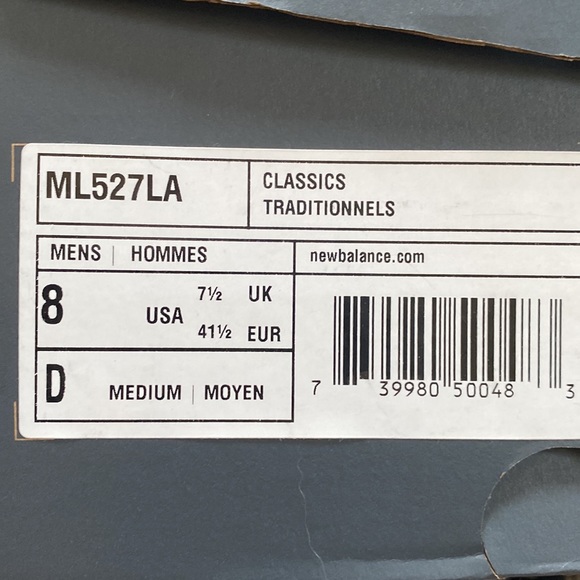 ML527LA
CLASSICS
TRADITIONNELS
MENS | HOMMES
newbalance.com
8 USA
7½ UK
41½ EUR
D MEDIUM | MOYEN
7 39980 50048 3